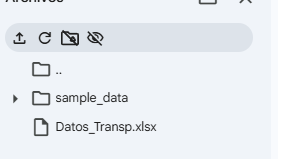 Archivos
..
sample_data
Datos_Transp.xlsx